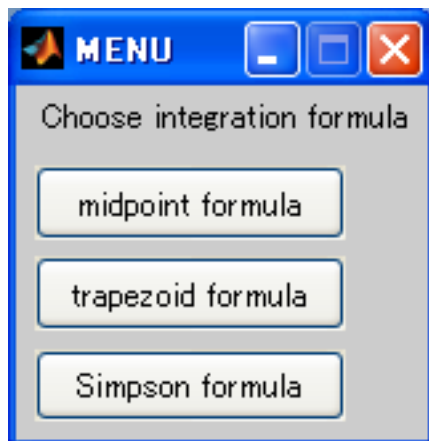 MENU
Choose integration formula
midpoint formula
trapezoid formula
Simpson formula